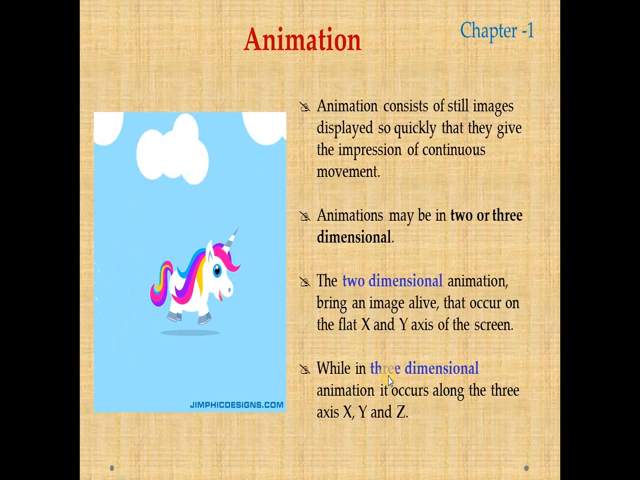 Animation
Chapter -1
Animation consists of still images
displayed so quickly that they give
the impression of continuous
movement.
Animations may be in two or three
dimensional.
The two dimensional animation,
bring an image alive, that occur on
the flat X and Y axis of the screen.
While in three dimensional
animation it occurs along the three
axis X, Y and Z.
JIMPHICDESIGNS.COM